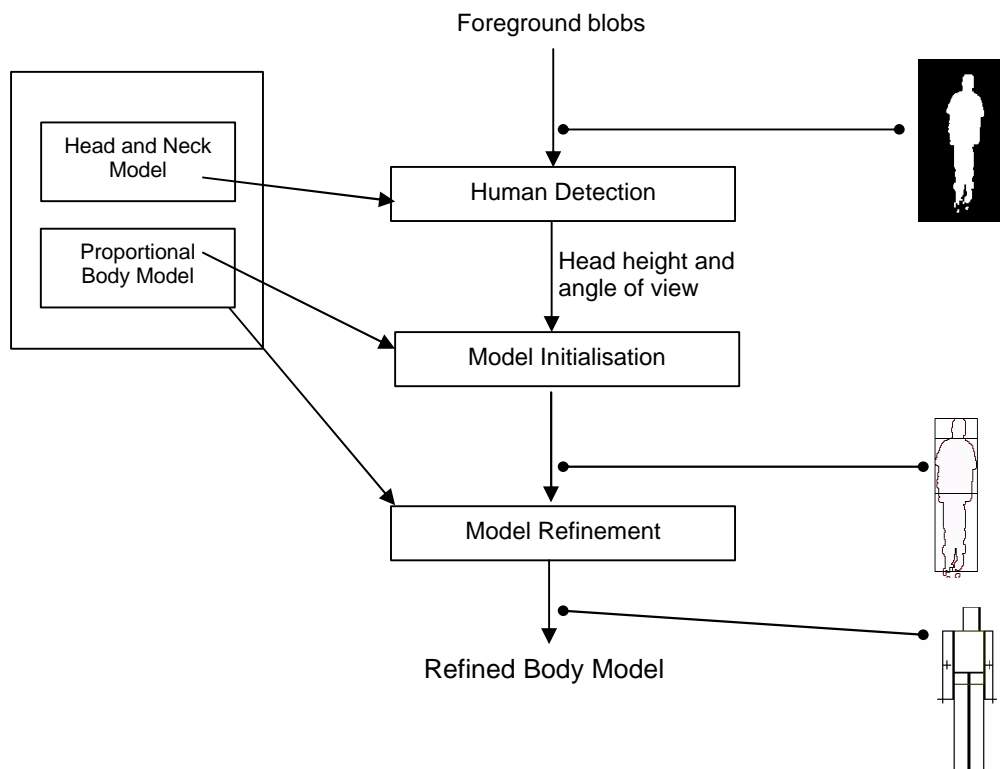 Foreground blobs
Head and Neck
Model
Human Detection
Proportional
Body Model
Head height and
angle of view
Model Initialisation
Model Refinement
Refined Body Model